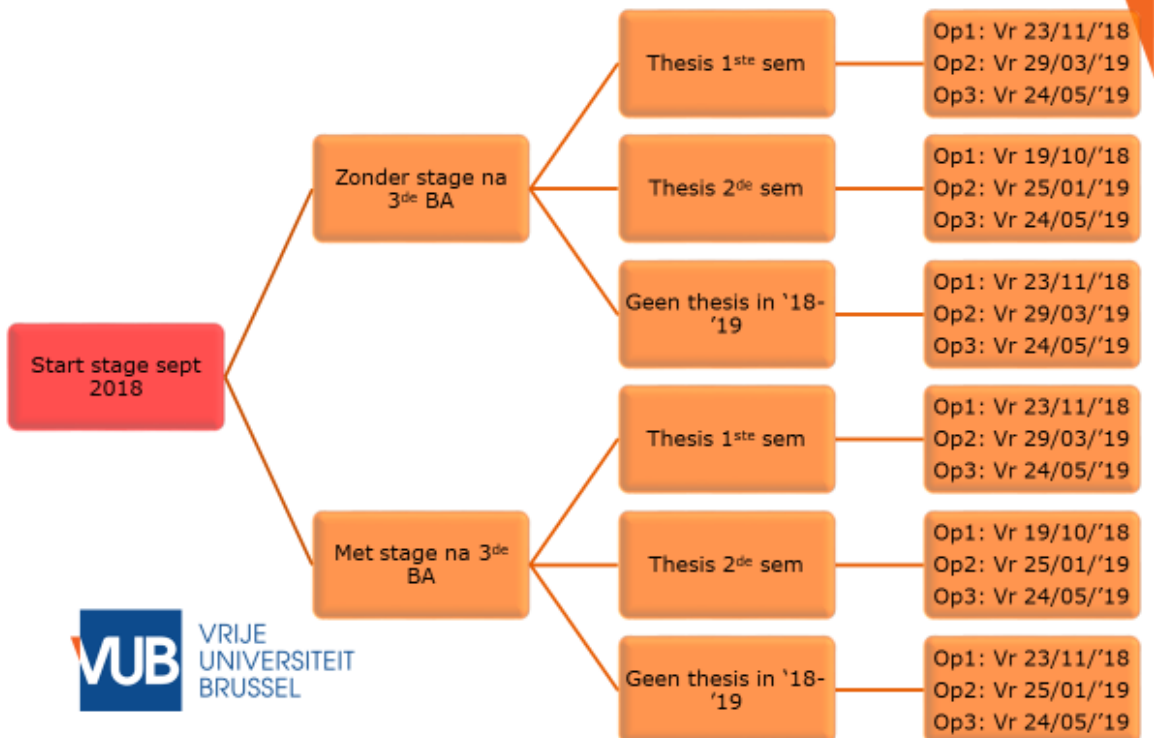 Thesis 1ste sem
Op1: Vr 23/11/’18
Op2: Vr 29/03/’19
Op3: Vr 24/05/’19
Zonder stage na
3de BA
Thesis 2de sem
Op1: Vr 19/10/’18
Op2: Vr 25/01/’19
Op3: Vr 24/05/’19
Geen thesis in ‘18-
’19
Op1: Vr 23/11/’18
Op2: Vr 29/03/’19
Op3: Vr 24/05/’19
Start stage sept
2018
Thesis 1ste sem
Op1: Vr 23/11/’18
Op2: Vr 29/03/’19
Op3: Vr 24/05/’19
Met stage na 3de
BA
Thesis 2de sem
Op1: Vr 19/10/’18
Op2: Vr 25/01/’19
Op3: Vr 24/05/’19
Geen thesis in ‘18-
’19
Op1: Vr 23/11/’18
Op2: Vr 25/01/’19
Op3: Vr 24/05/’19
VUB
VRIJE
UNIVERSITEIT
BRUSSEL